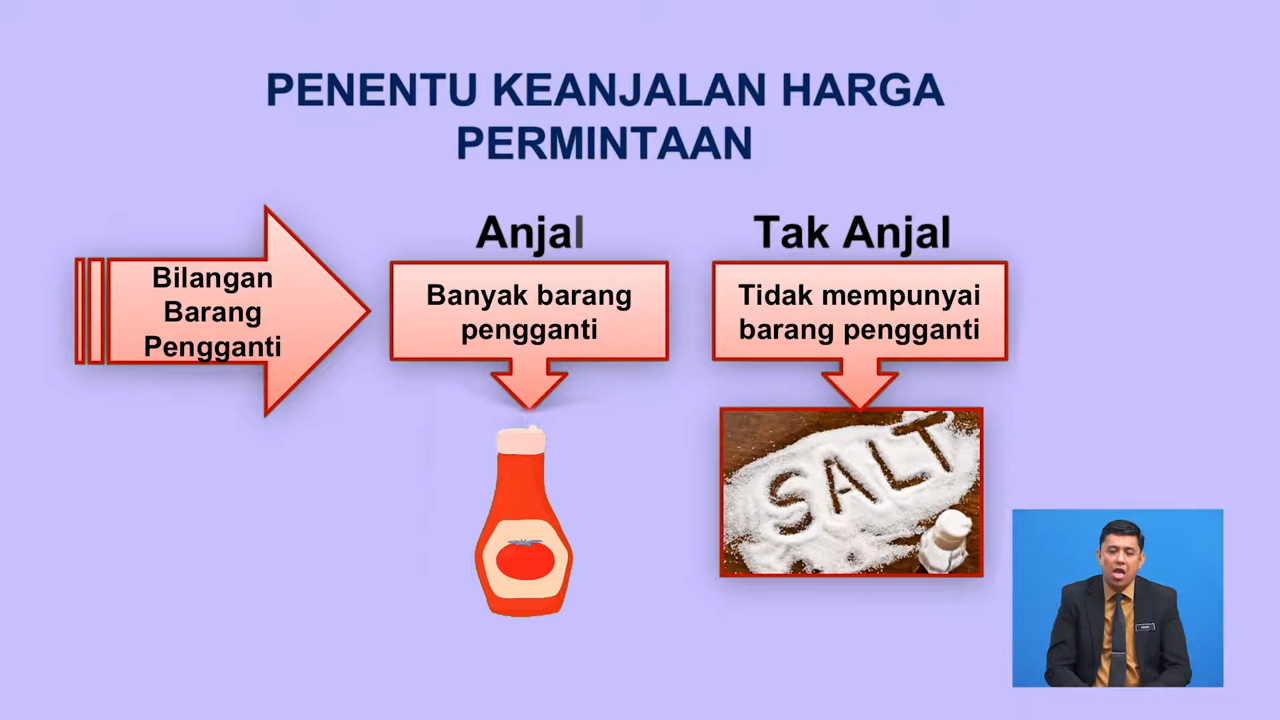 PENENTU KEANJALAN HARGA
PERMINTAAN
Bilangan
Barang
Pengganti
Anjal
Banyak barang
pengganti
Tak Anjal
Tidak mempunyai
barang pengganti
SALT